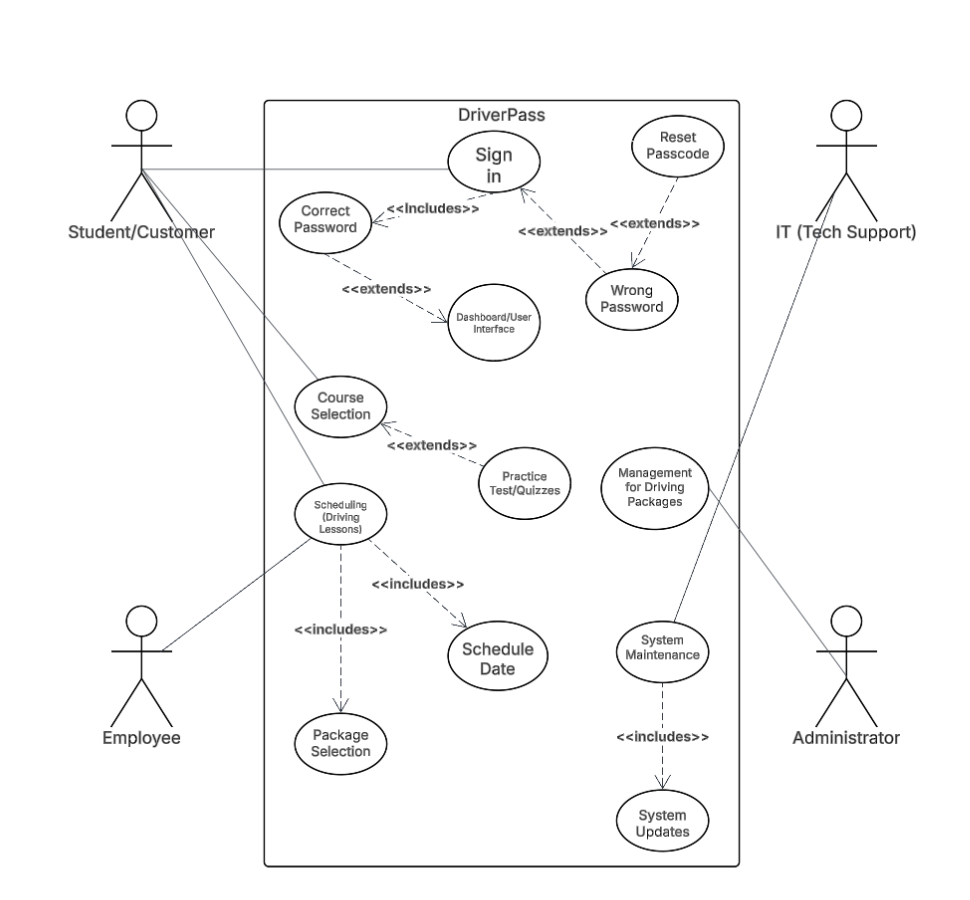 DriverPass
Sign
in
Reset
Passcode
Correct
Password
<<Includes>>
<<extends>>
<<extends>>
Student/Customer
IT (Tech Support)
<<extends>>
Wrong
Password
Dashboard/User
Interface
Course
Selection
<<extends>>
Practice
Test/Quizzes
Management
for Driving
Packages
Scheduling
(Driving
Lessons)
<<includes>>
<<includes>>
Schedule
Date
System
Maintenance
Employee
Package
Selection
<<includes>>
Administrator
System
Updates